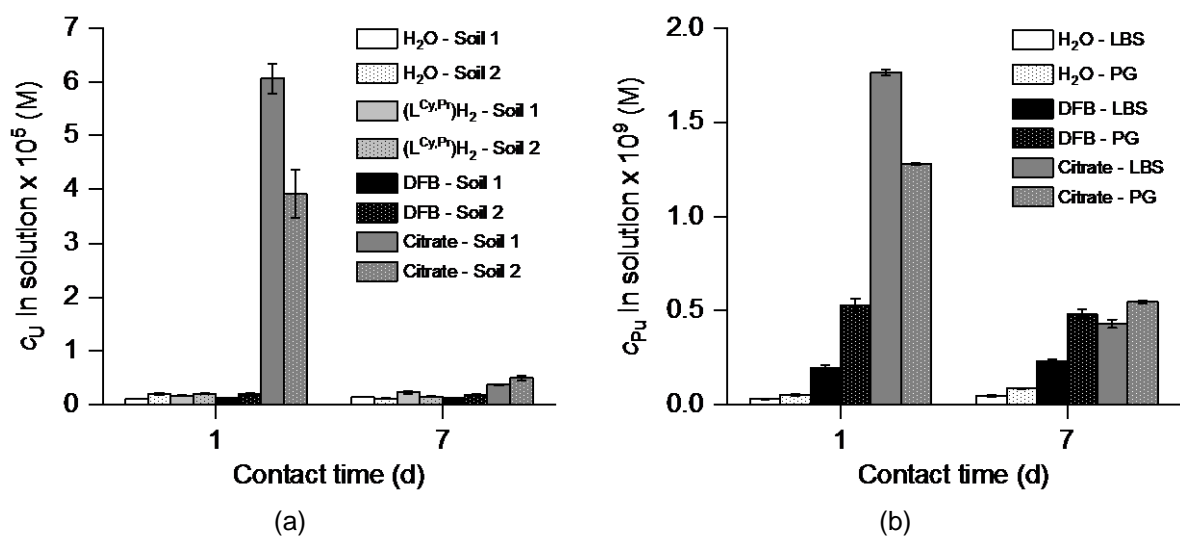 7
6
5
4
3
2
1
0
c_U In solution x 10^5 (M)
H₂O - Soil 1
H₂O - Soil 2
(L^Cy,Pr)H₂ - Soil 1
(L^Cy,Pr)H₂ - Soil 2
DFB - Soil 1
DFB - Soil 2
Citrate - Soil 1
Citrate - Soil 2
1 7
Contact time (d)
(a)
2.0
1.5
1.0
0.5
0.0
c_Pu In solution x 10^9 (M)
H₂O - LBS
H₂O - PG
DFB - LBS
DFB - PG
Citrate - LBS
Citrate - PG
1 7
Contact time (d)
(b)